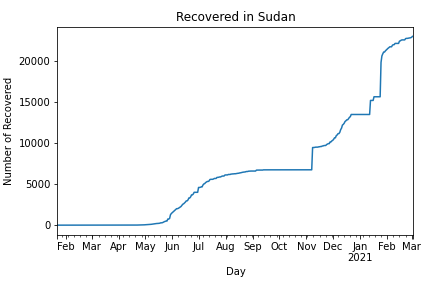 Recovered in Sudan
Number of Recovered
20000
15000
10000
5000
0
Feb Mar Apr May Jun Jul Aug Sep Oct Nov Dec Jan Feb Mar
2021
Day